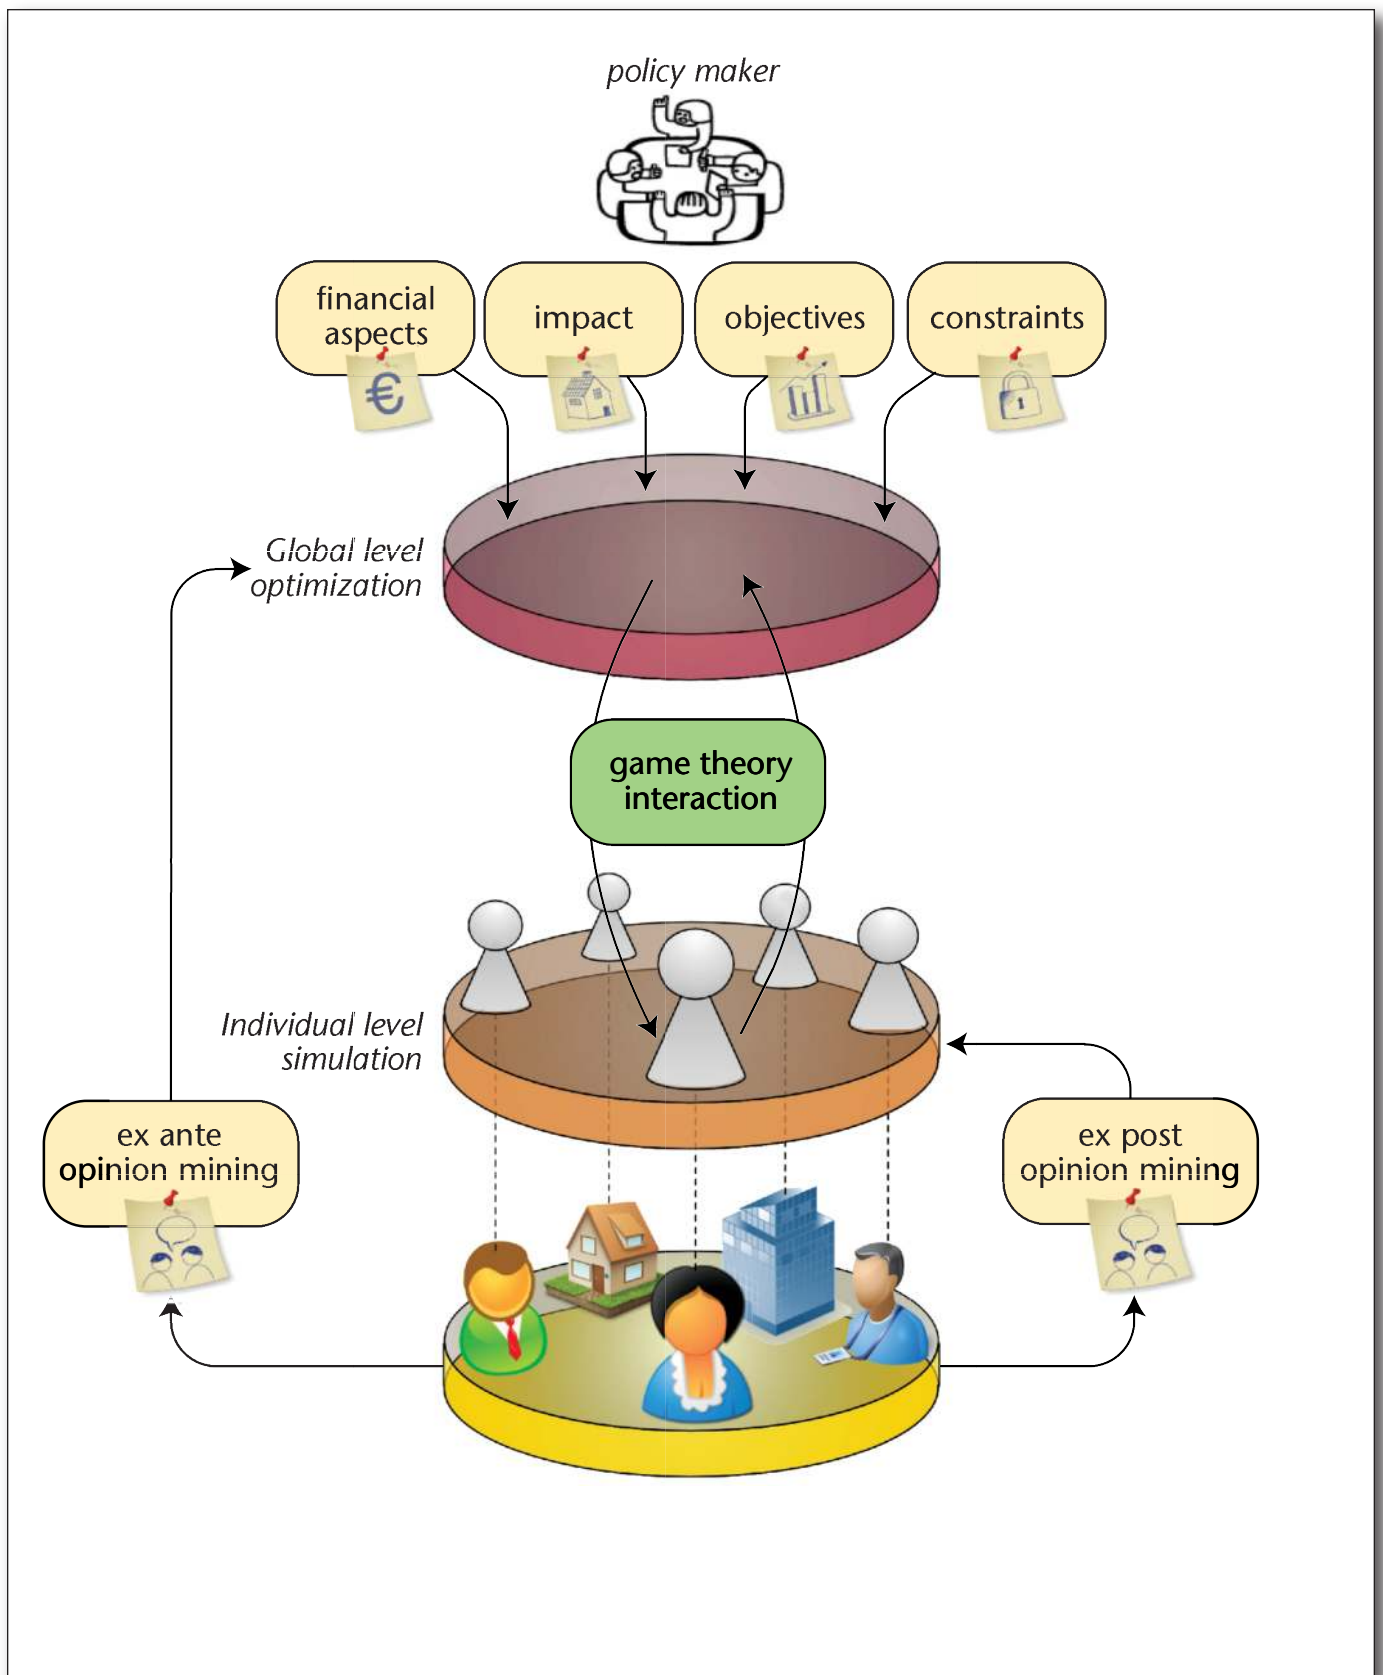 policy maker
financial
aspects
impact
objectives
constraints
€
1
Global level
optimization
game theory
interaction
Individual level
simulation
ex ante
opinion mining
ex post
opinion mining